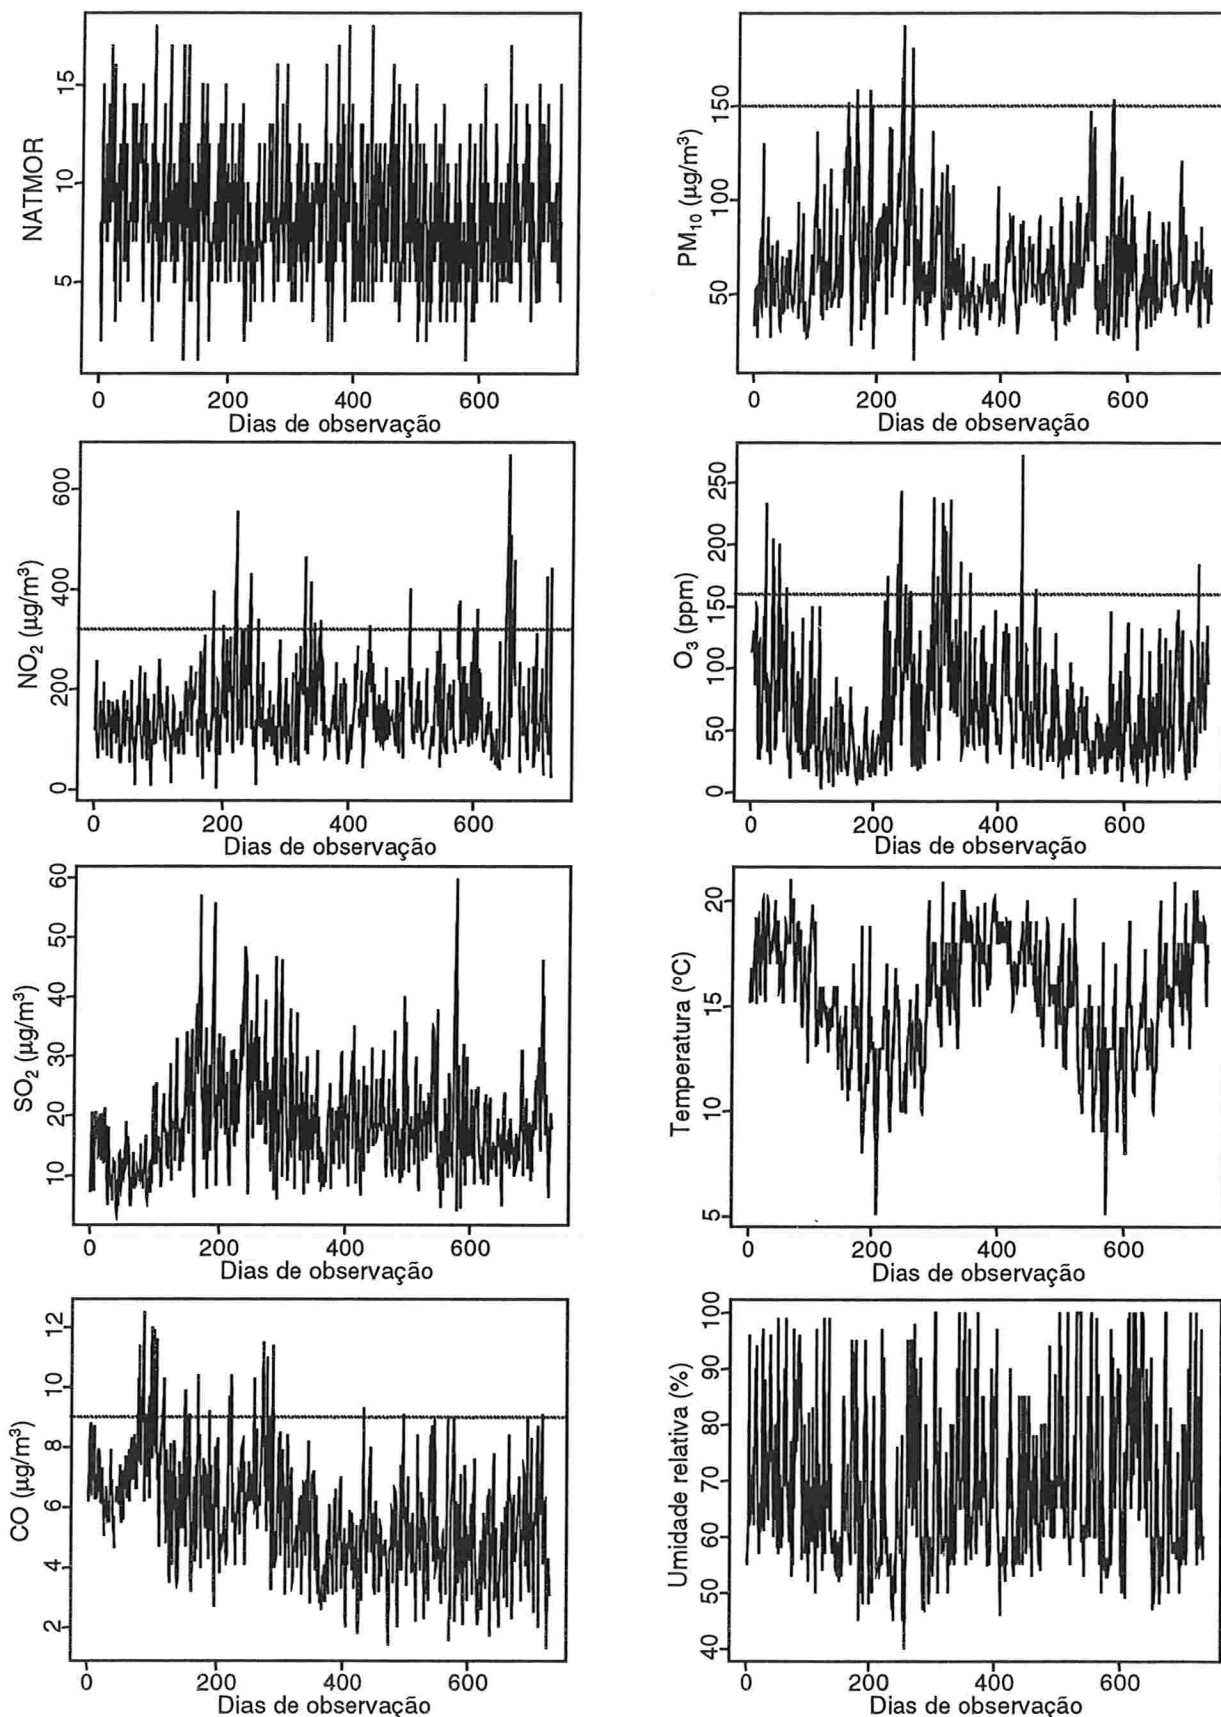 NATMOR
15
10
5
0 200 400 600
Dias de observação
PM10 (μg/m³)
150
100
50
0 200 400 600
Dias de observação
NO2 (μg/m³)
600
400
200
0
0 200 400 600
Dias de observação
O3 (ppm)
250
200
150
100
50
0
0 200 400 600
Dias de observação
SO2 (μg/m³)
60
50
40
30
20
10
0 200 400 600
Dias de observação
Temperatura (ºC)
20
15
10
5
0 200 400 600
Dias de observação
CO (μg/m³)
12
10
8
6
4
2
0 200 400 600
Dias de observação
Umidade relativa (%)
100
90
80
70
60
50
40
0 200 400 600
Dias de observação